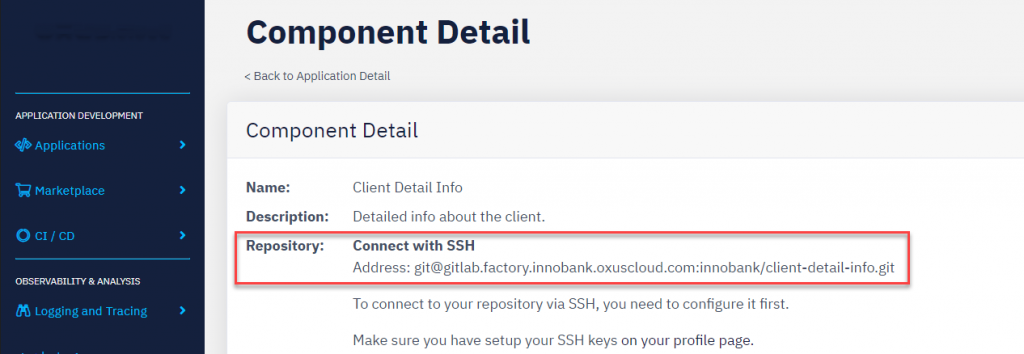 Component Detail
< Back to Application Detail
APPLICATION DEVELOPMENT
Applications
Marketplace
CI / CD
OBSERVABILITY & ANALYSIS
Logging and Tracing
Component Detail
Name: Client Detail Info
Description: Detailed info about the client.
Repository: Connect with SSH
Address: git@gitlab.factory.innobank.oxuscloud.com:innobank/client-detail-info.git
To connect to your repository via SSH, you need to configure it first.
Make sure you have setup your SSH keys on your profile page.